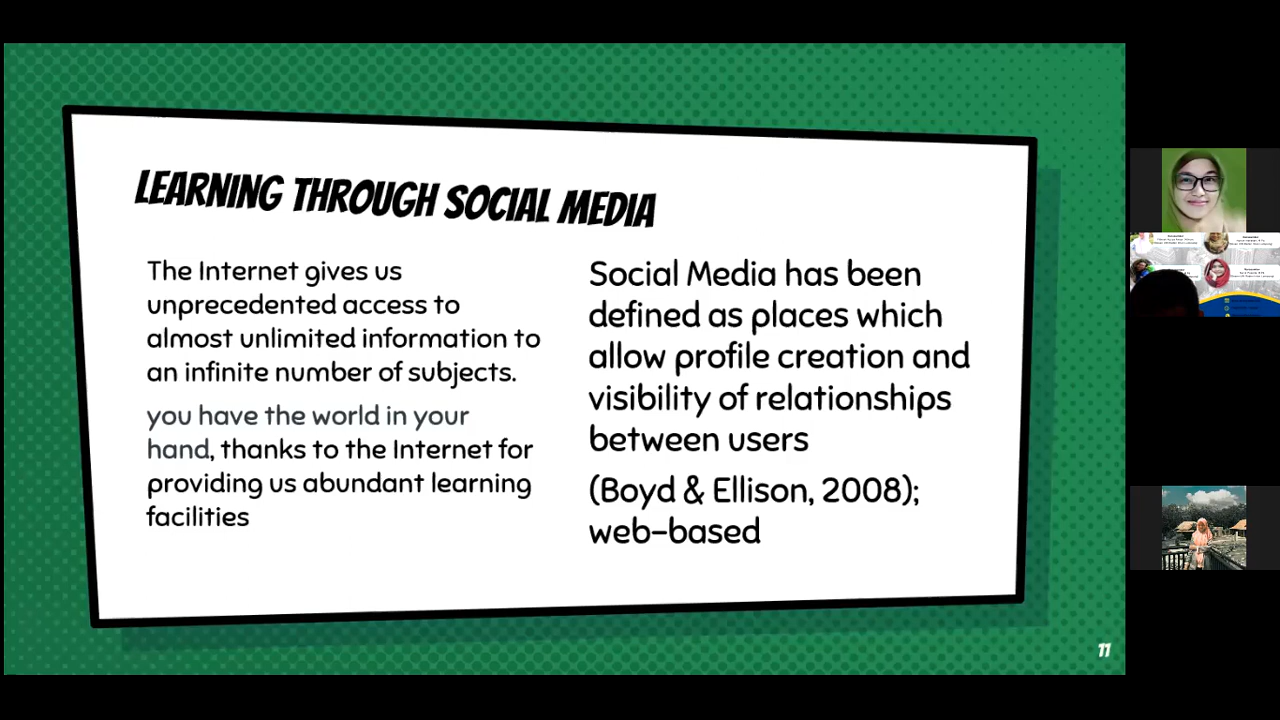 LEARNING THROUGH SOCIAL MEDIA
The Internet gives us
unprecedented access to
almost unlimited information to
an infinite number of subjects.
you have the world in your
hand, thanks to the Internet for
providing us abundant learning
facilities
Social Media has been
defined as places which
allow profile creation and
visibility of relationships
between users
(Boyd & Ellison, 2008);
web-based
11